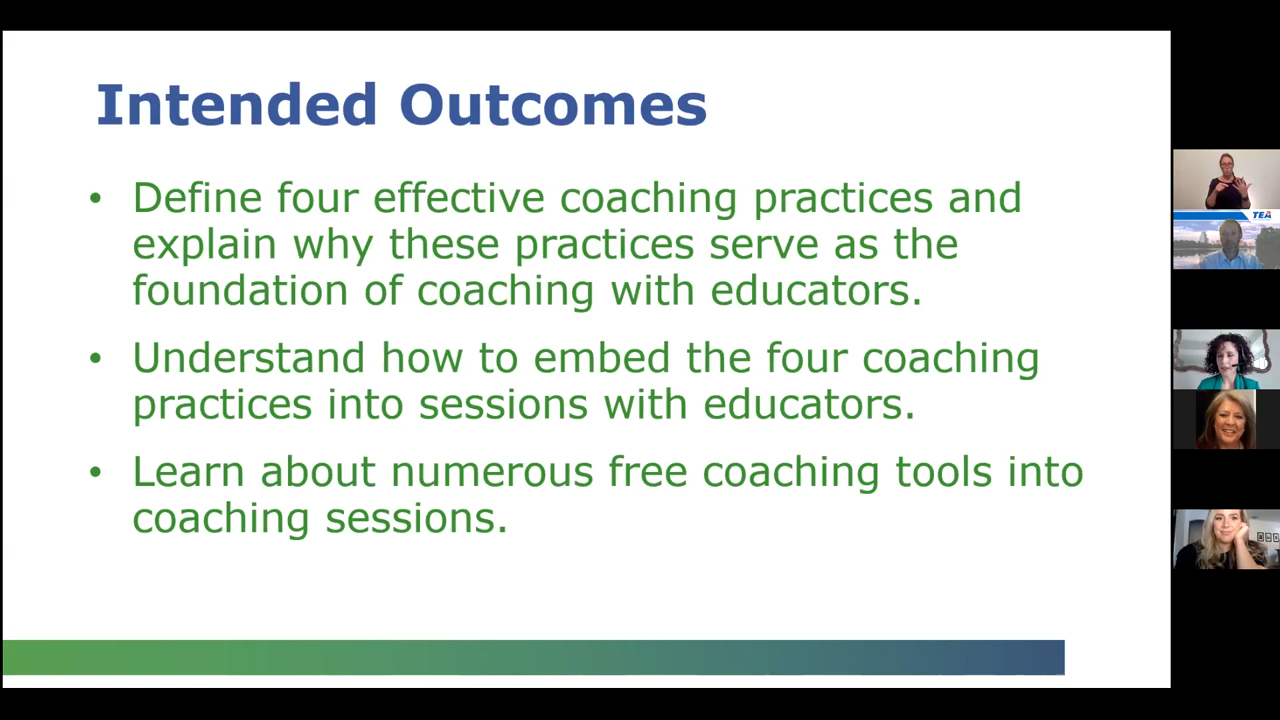 Intended Outcomes
• Define four effective coaching practices and
explain why these practices serve as the
foundation of coaching with educators.
• Understand how to embed the four coaching
practices into sessions with educators.
• Learn about numerous free coaching tools into
coaching sessions.
TEA